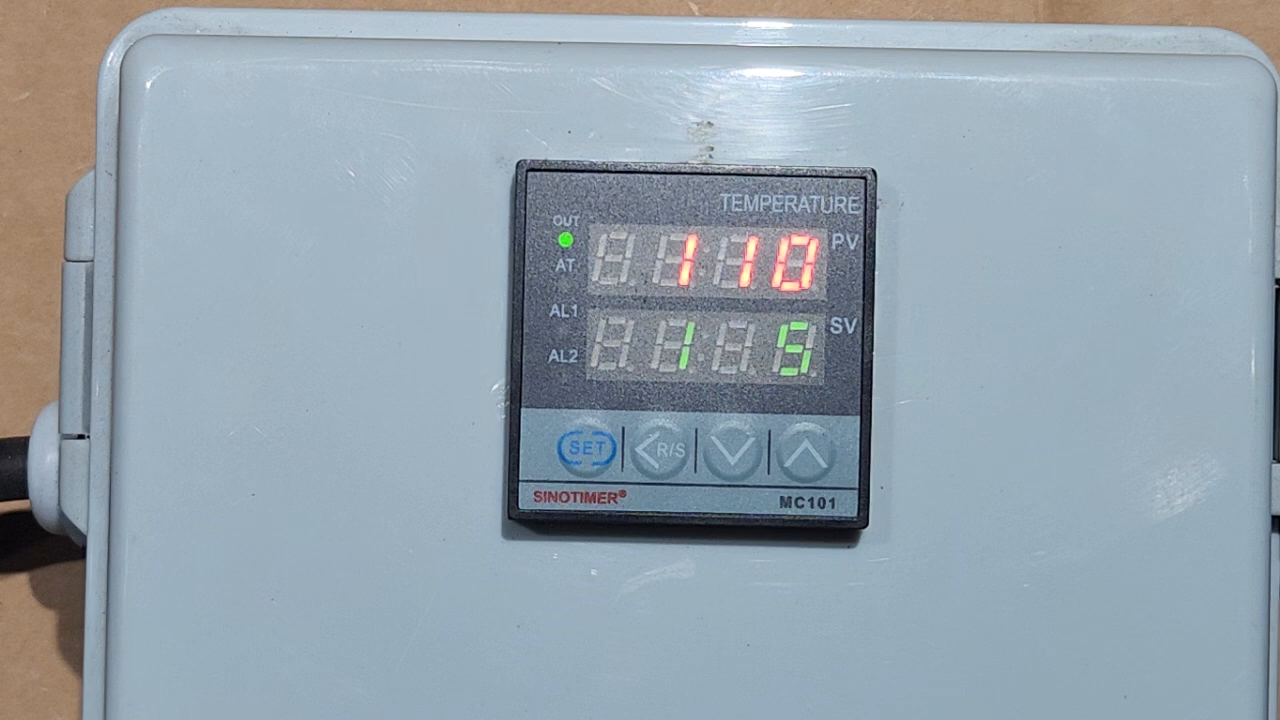 TEMPERATURE
OUT
110 PV
AT
AL1
1 5 SV
AL2
SET <R/S
SINOTIMER® MC101